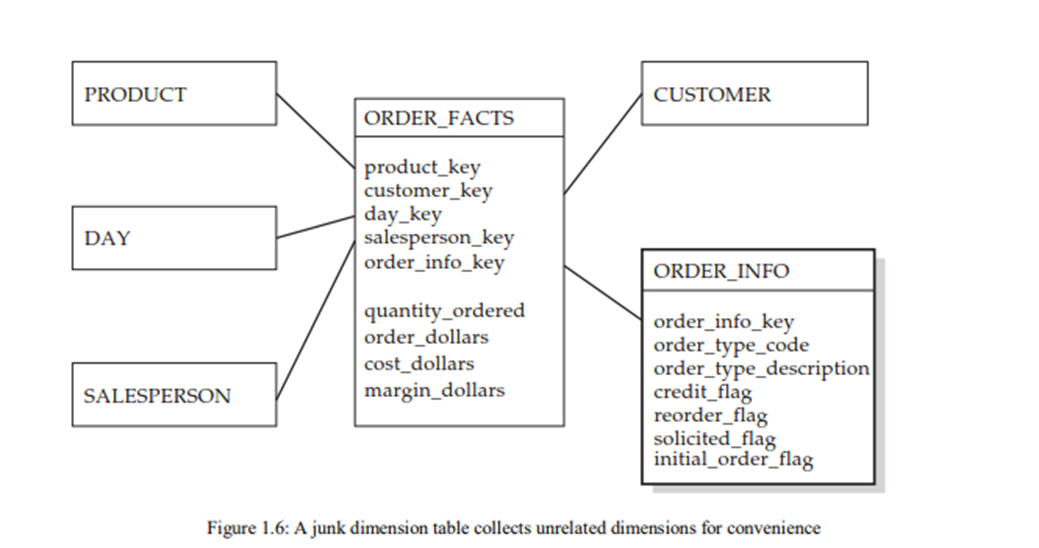 PRODUCT
DAY
SALESPERSON
ORDER_FACTS
product_key
customer_key
day_key
salesperson_key
order_info_key
quantity_ordered
order_dollars
cost_dollars
margin_dollars
CUSTOMER
ORDER_INFO
order_info_key
order_type_code
order_type_description
credit_flag
reorder_flag
solicited_flag
initial_order_flag
Figure 1.6: A junk dimension table collects unrelated dimensions for convenience